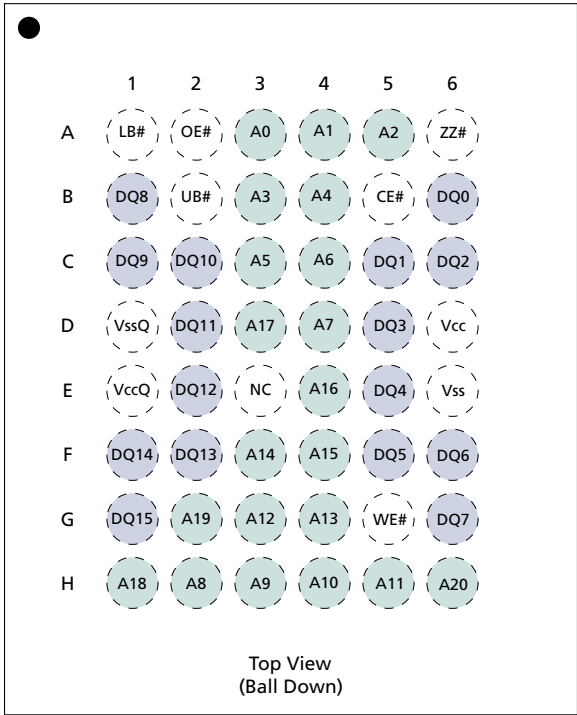 1 2 3 4 5 6
A LB# OE# A0 A1 A2 ZZ#
B DQ8 UB# A3 A4 CE# DQ0
C DQ9 DQ10 A5 A6 DQ1 DQ2
D VssQ DQ11 A17 A7 DQ3 Vcc
E VccQ DQ12 NC A16 DQ4 Vss
F DQ14 DQ13 A14 A15 DQ5 DQ6
G DQ15 A19 A12 A13 WE# DQ7
H A18 A8 A9 A10 A11 A20
Top View
(Ball Down)